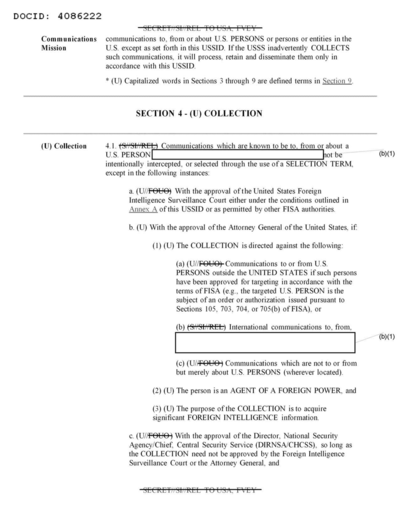 DOCID: 4086222
SECRET//SI//REL TO USA, FVEY
Communications communications to, from or about U.S. PERSONS or persons or entities in the
Mission U.S. except as set forth in this USSID. If the USSS inadvertently COLLECTS
such communications, it will process, retain and disseminate them only in
accordance with this USSID.
* (U) Capitalized words in Sections 3 through 9 are defined terms in Section 9.
SECTION 4 - (U) COLLECTION
(U) Collection 4.1. (S//SI//REL) Communications which are known to be to, from or about a
U.S. PERSON not be (b)(1)
intentionally intercepted, or selected through the use of a SELECTION TERM,
except in the following instances:
a. (U//FOUO) With the approval of the United States Foreign
Intelligence Surveillance Court either under the conditions outlined in
Annex A of this USSID or as permitted by other FISA authorities.
b. (U) With the approval of the Attorney General of the United States, if:
(1) (U) The COLLECTION is directed against the following:
(a) (U//FOUO) Communications to or from U.S.
PERSONS outside the UNITED STATES if such persons
have been approved for targeting in accordance with the
terms of FISA (e.g., the targeted U.S. PERSON is the
subject of an order or authorization issued pursuant to
Sections 105, 703, 704, or 705(b) of FISA), or
(b) (S//SI//REL) International communications to, from,
(b)(1)
(c) (U//FOUO) Communications which are not to or from
but merely about U.S. PERSONS (wherever located).
(2) (U) The person is an AGENT OF A FOREIGN POWER, and
(3) (U) The purpose of the COLLECTION is to acquire
significant FOREIGN INTELLIGENCE information.
c. (U//FOUO) With the approval of the Director, National Security
Agency/Chief, Central Security Service (DIRNSA/CHCSS), so long as
the COLLECTION need not be approved by the Foreign Intelligence
Surveillance Court or the Attorney General, and
SECRET//SI//REL TO USA, FVEY